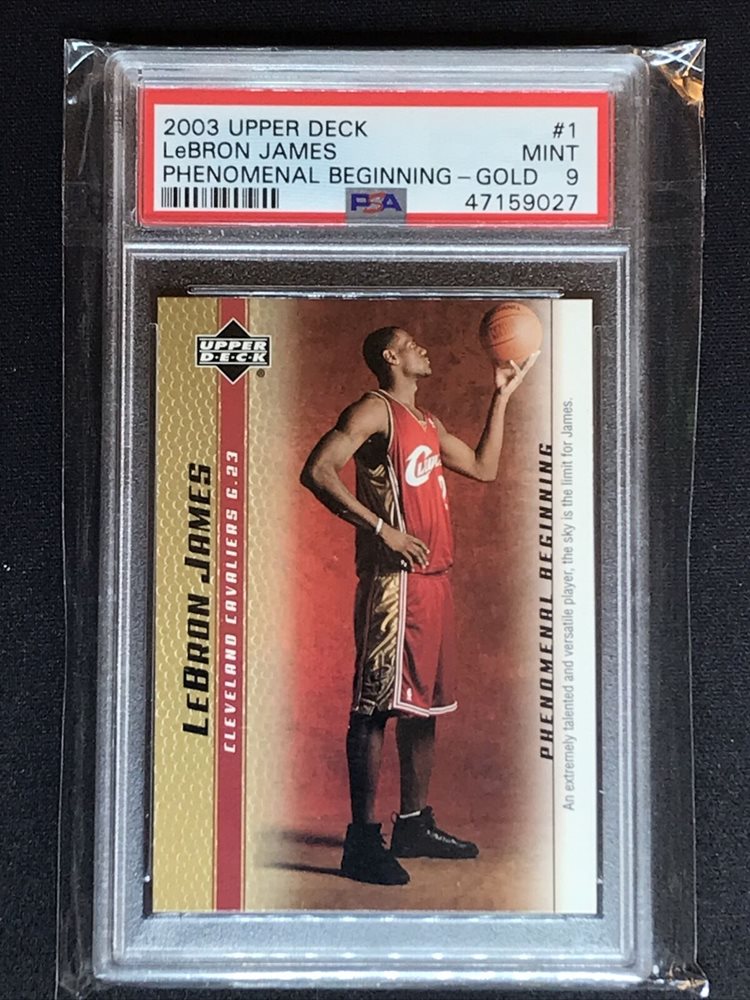 2003 UPPER DECK #1
LeBRON JAMES MINT
PHENOMENAL BEGINNING - GOLD 9
PSA 47159027
UPPER
D·E·C·K
LEBRON JAMES
CLEVELAND CAVALIERS G.23
PHENOMENAL BEGINNING
An extremely talented and versatile player, the sky is the limit for James.